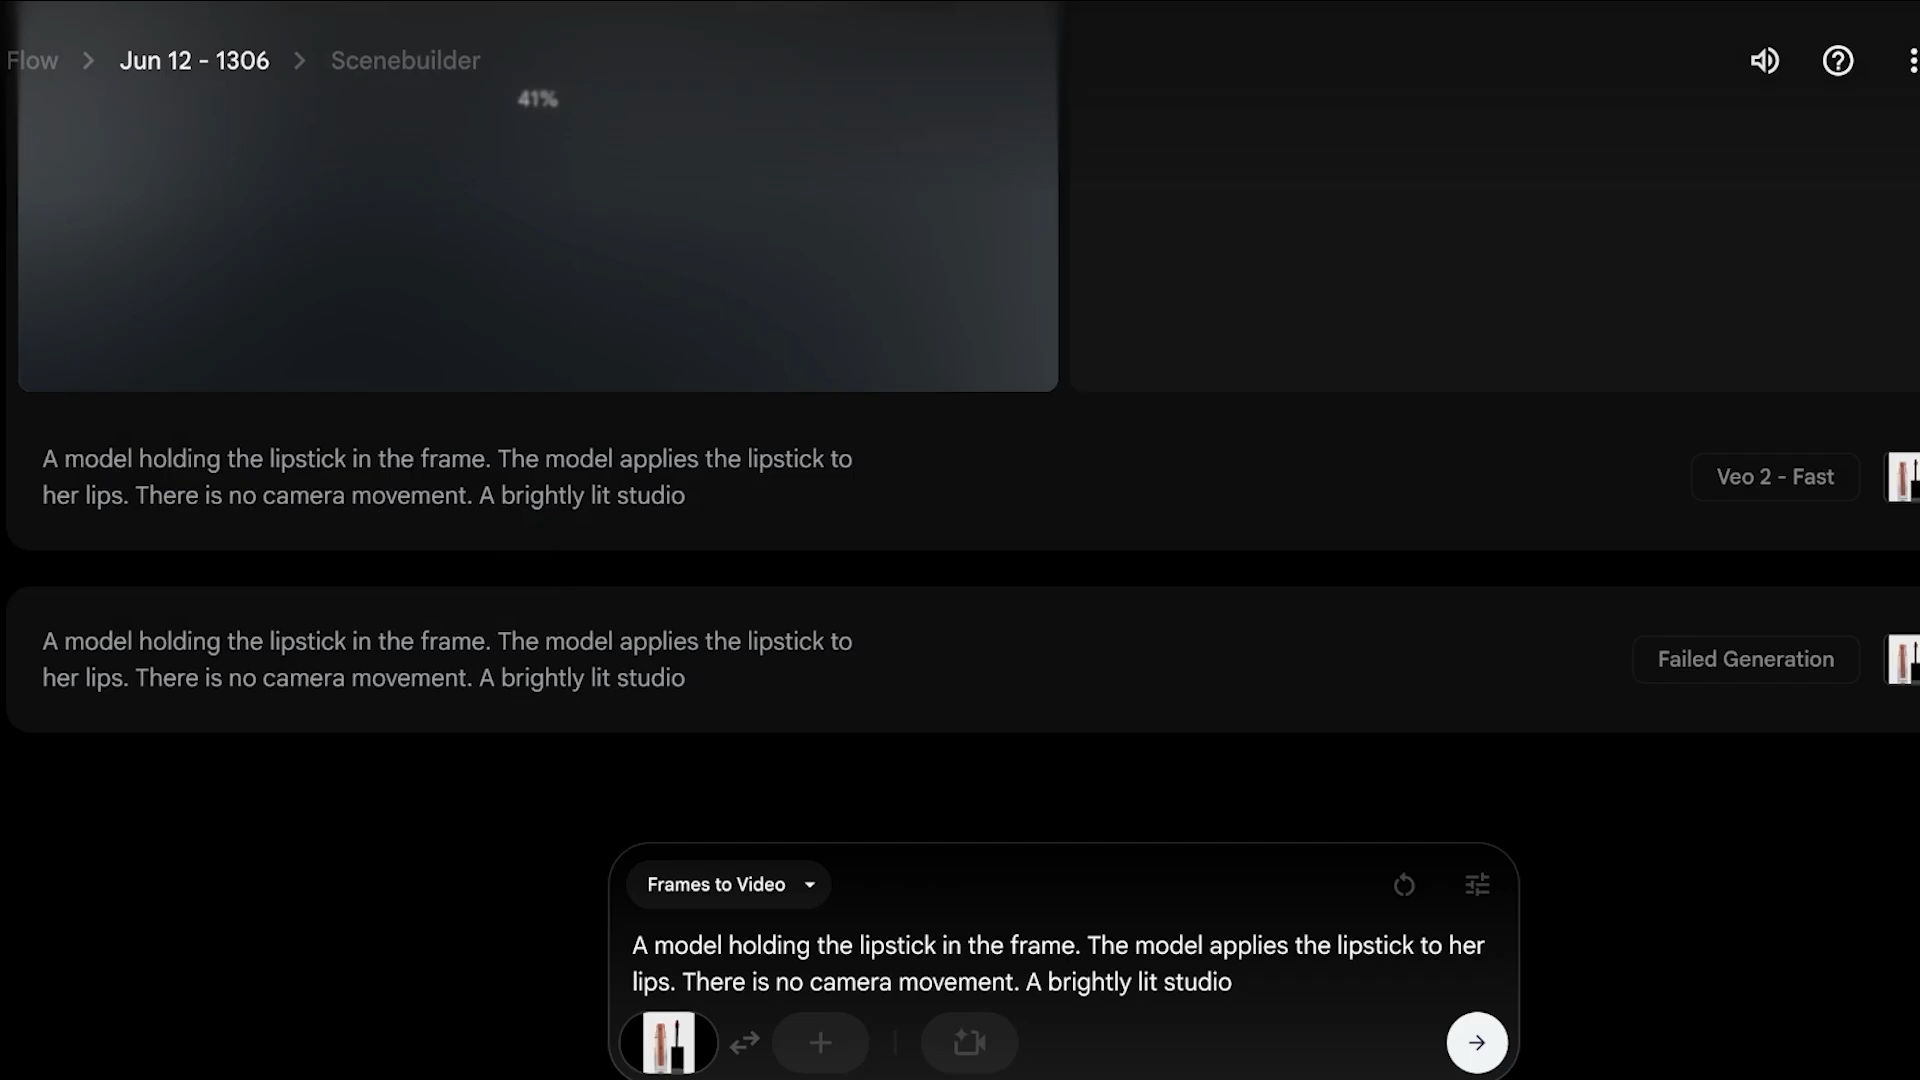 Flow > Jun 12 - 1306 > Scenebuilder
41%
A model holding the lipstick in the frame. The model applies the lipstick to
her lips. There is no camera movement. A brightly lit studio
Veo 2 - Fast
A model holding the lipstick in the frame. The model applies the lipstick to
her lips. There is no camera movement. A brightly lit studio
Failed Generation
Frames to Video
A model holding the lipstick in the frame. The model applies the lipstick to her
lips. There is no camera movement. A brightly lit studio